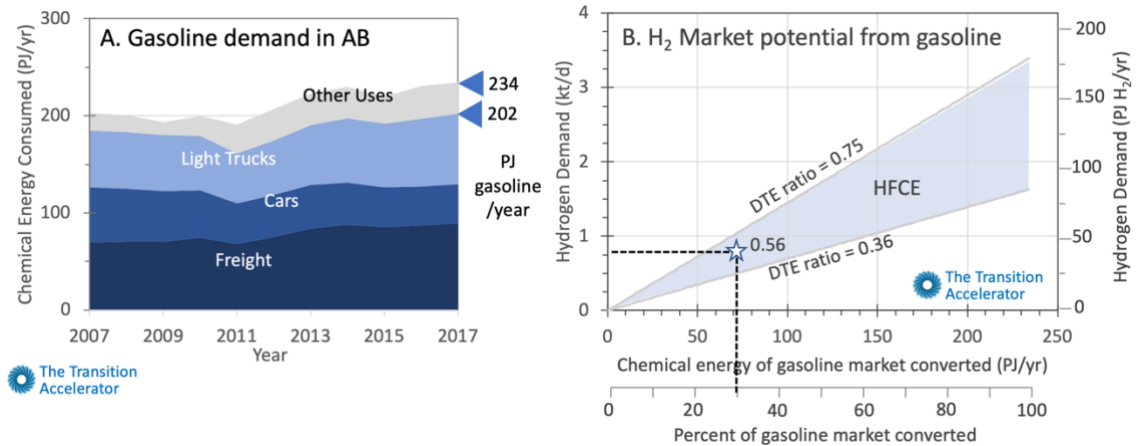 A. Gasoline demand in AB
Chemical Energy Consumed (PJ/yr)
300
200
100
0
Other Uses
Light Trucks
Cars
Freight
234
202
PJ
gasoline
/year
2007 2009 2011 2013 2015 2017
Year
The Transition
Accelerator
B. H₂ Market potential from gasoline
Hydrogen Demand (kt/d)
4
3
2
1
0
DTE ratio = 0.75
HFCE
0.56
DTE ratio = 0.36
The Transition
Accelerator
200
150
100
50
0
Hydrogen Demand (PJ H₂/yr)
0 50 100 150 200 250
Chemical energy of gasoline market converted (PJ/yr)
0 20 40 60 80 100
Percent of gasoline market converted